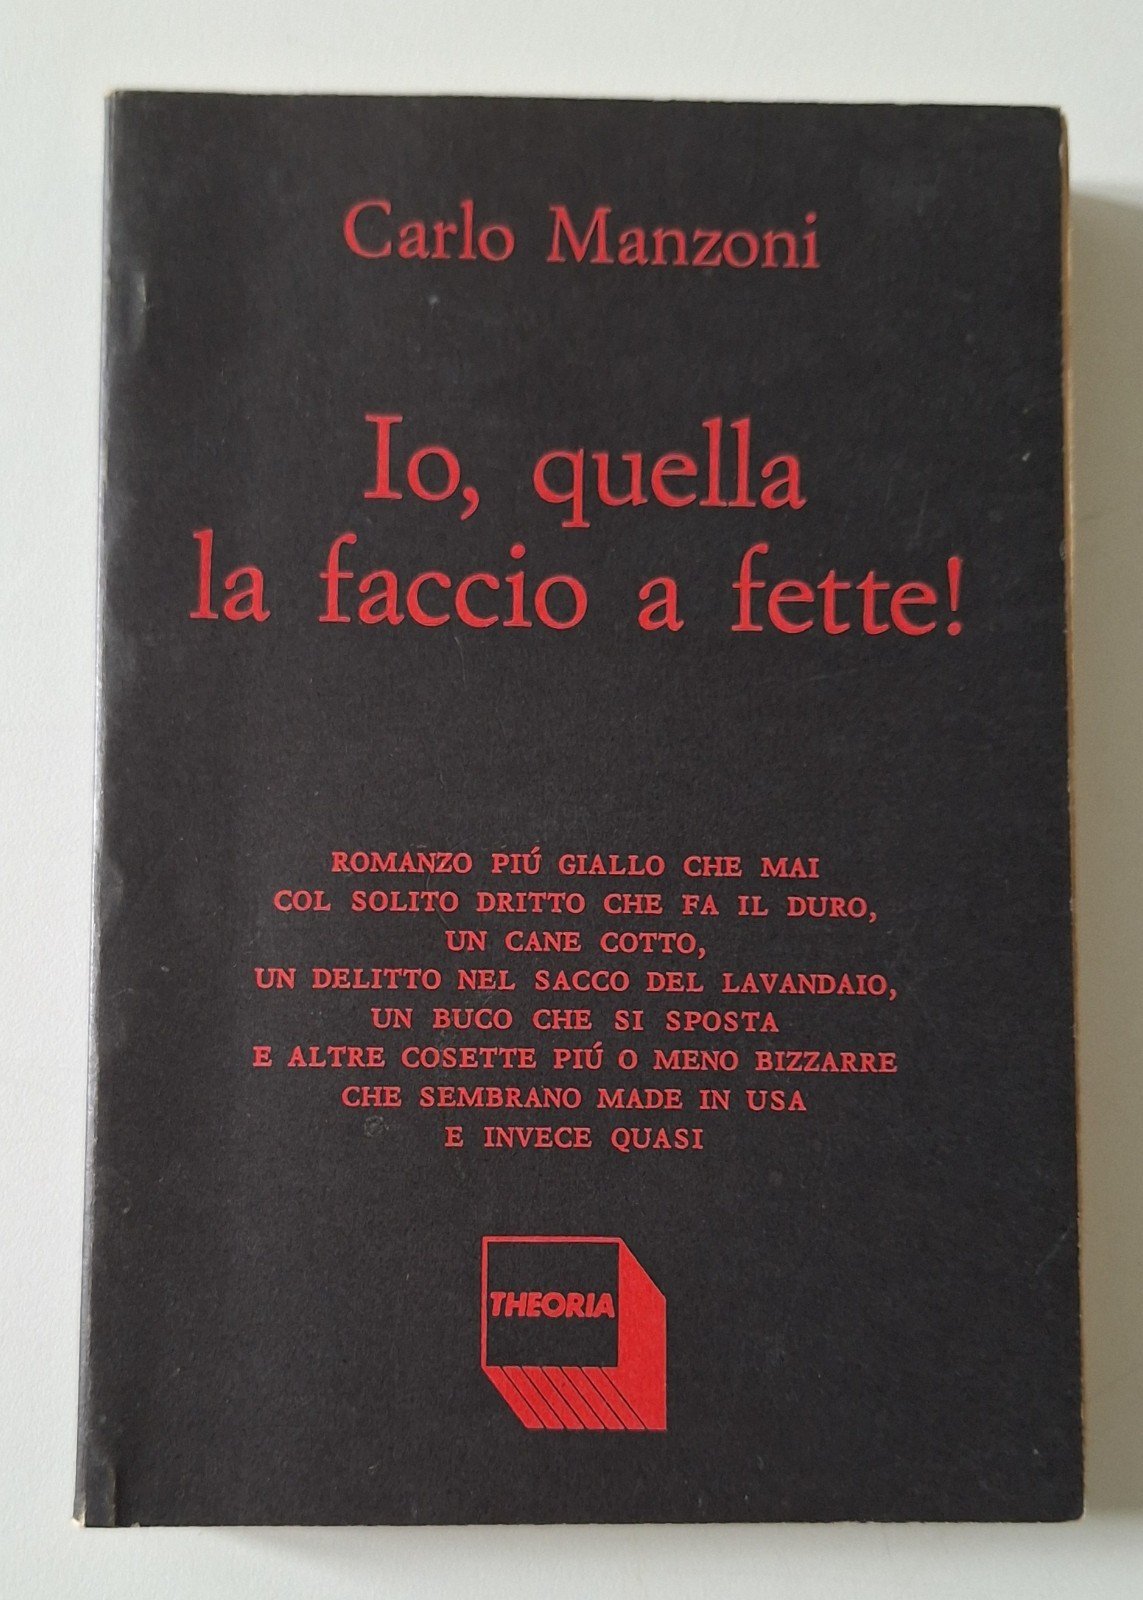 Carlo Manzoni
Io, quella
la faccio a fette!
ROMANZO PIÚ GIALLO CHE MAI
COL SOLITO DRITTO CHE FA IL DURO,
UN CANE COTTO,
UN DELITTO NEL SACCO DEL LAVANDAIO,
UN BUCO CHE SI SPOSTA
E ALTRE COSETTE PIÚ O MENO BIZZARRE
CHE SEMBRANO MADE IN USA
E INVECE QUASI
THEORIA